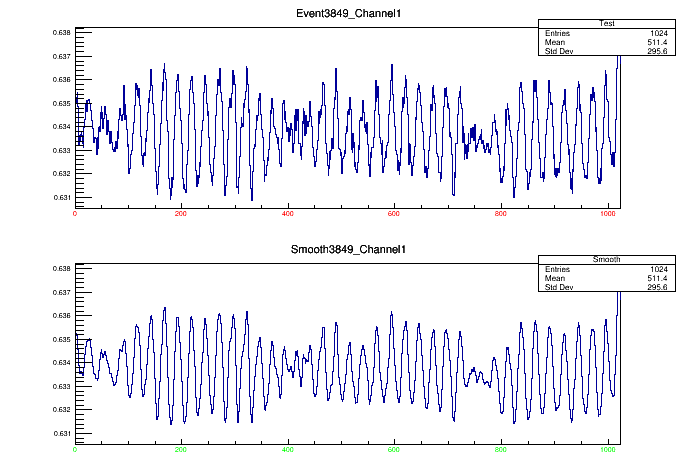 Event3849_Channel1
Test
Entries 1024
Mean 511.4
Std Dev 295.6
0.638
0.637
0.636
0.635
0.634
0.633
0.632
0.631
0 200 400 600 800 1000
Smooth3849_Channel1
Smooth
Entries 1024
Mean 511.4
Std Dev 295.6
0.638
0.637
0.636
0.635
0.634
0.633
0.632
0.631
0 200 400 600 800 1000